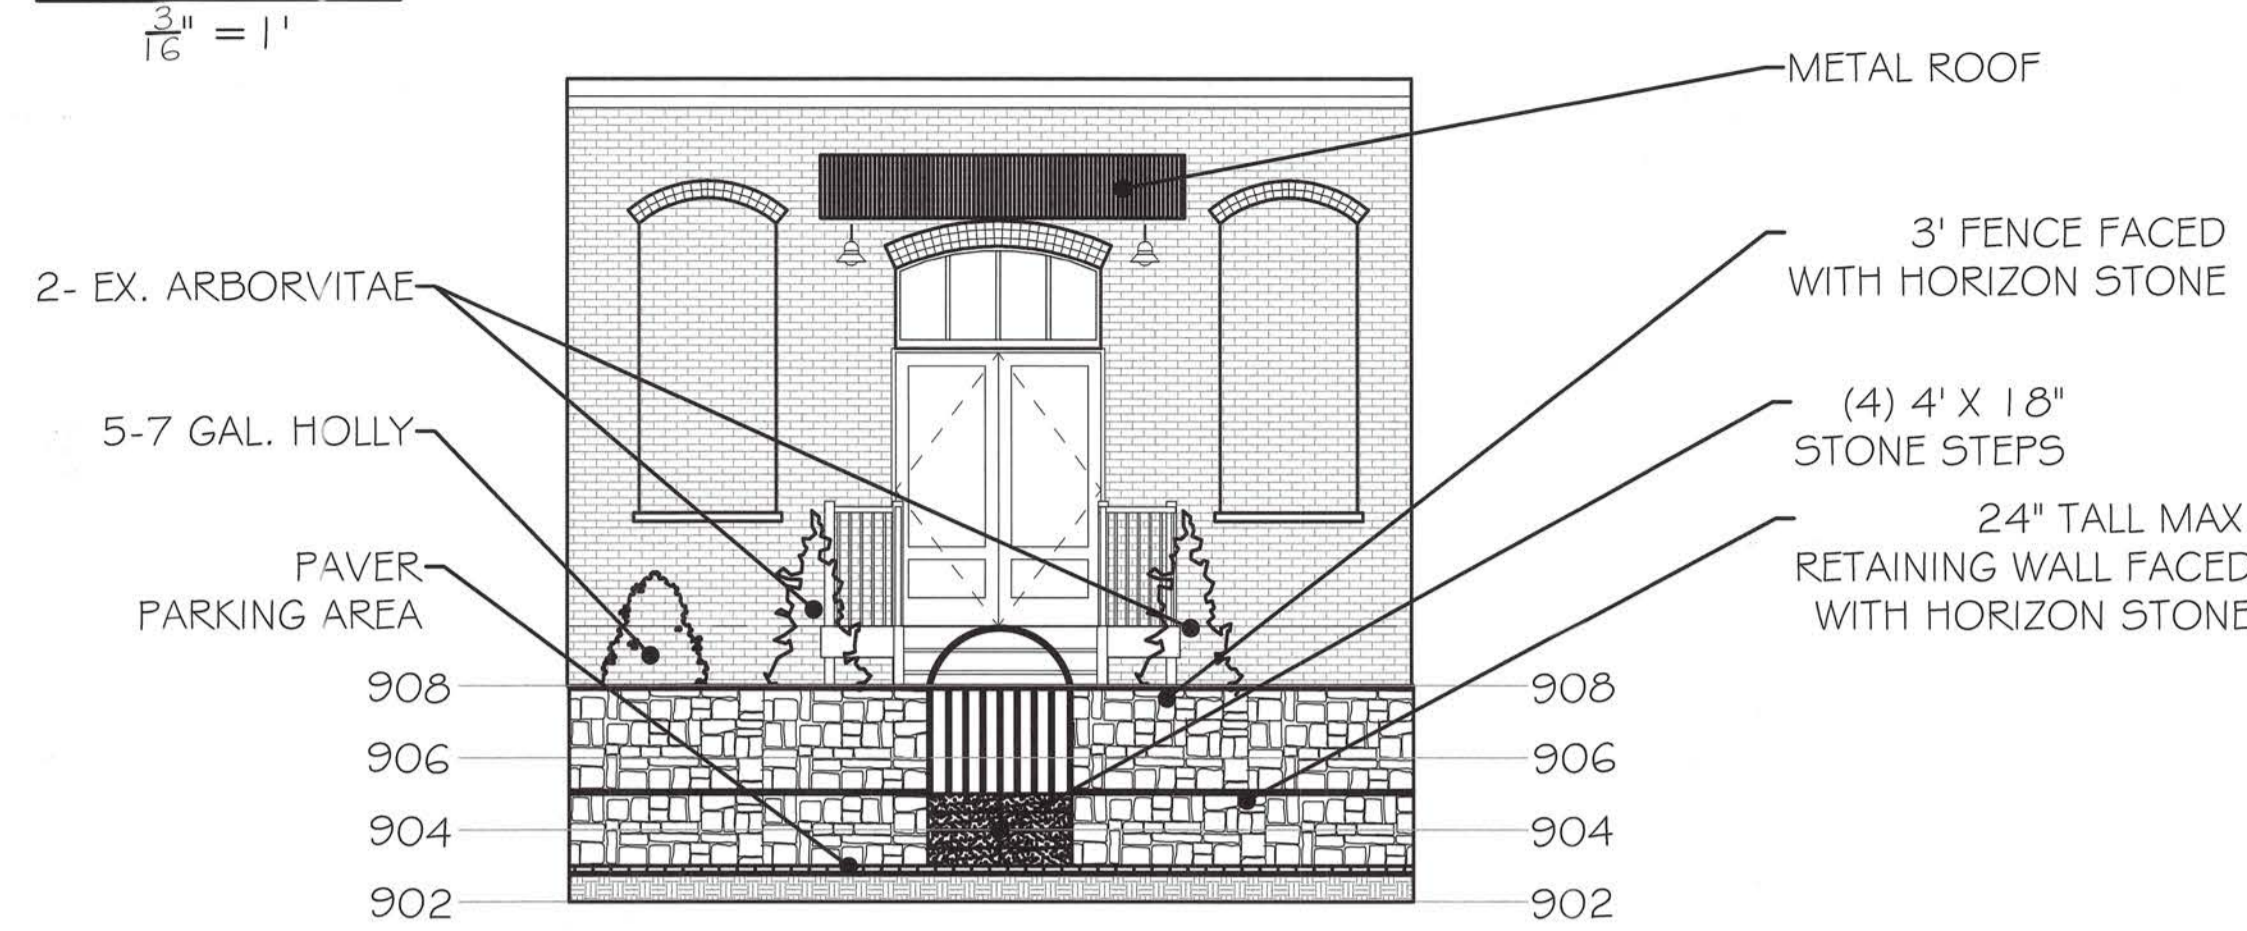 3/16" = 1'
METAL ROOF
3' FENCE FACED
WITH HORIZON STONE
2- EX. ARBORVITAE
(4) 4' X 18"
STONE STEPS
5-7 GAL. HOLLY
24" TALL MAX
RETAINING WALL FACED
WITH HORIZON STONE
PAVER
PARKING AREA
908
908
906
906
904
904
902
902